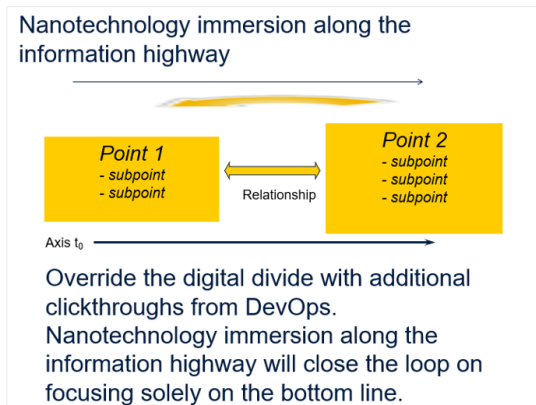 Nanotechnology immersion along the
information highway
Point 1
- subpoint
- subpoint
Relationship
Point 2
- subpoint
- subpoint
- subpoint
Axis t₀
Override the digital divide with additional
clickthroughs from DevOps.
Nanotechnology immersion along the
information highway will close the loop on
focusing solely on the bottom line.